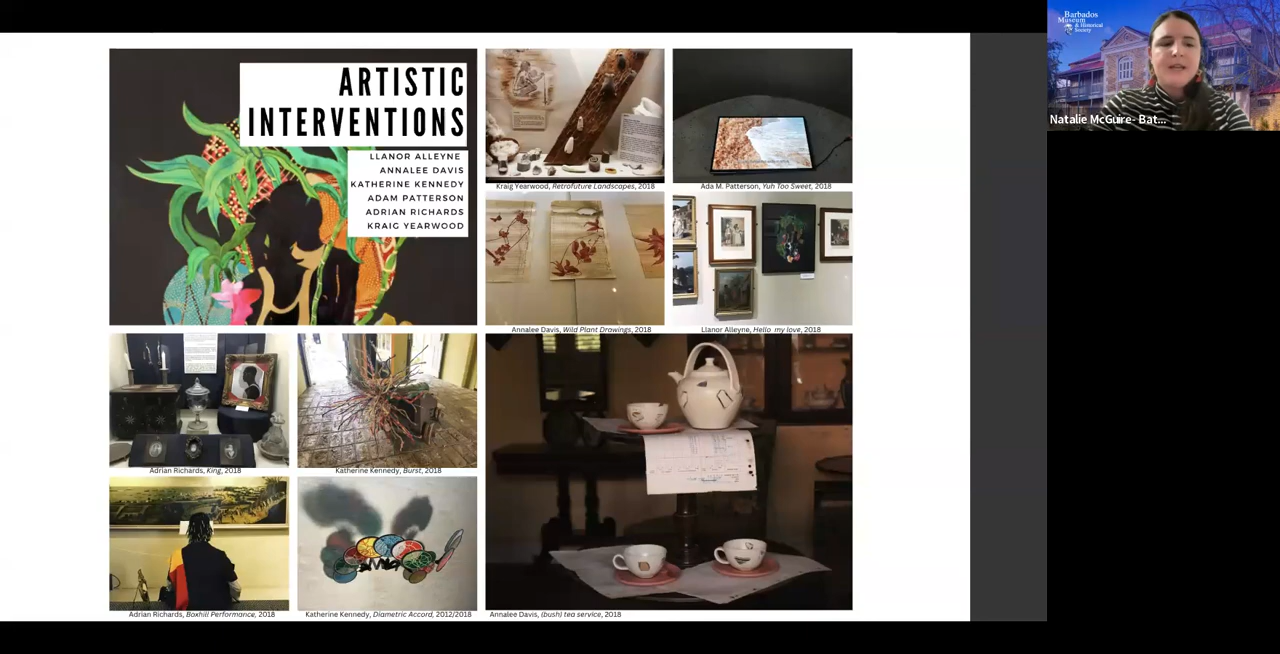 ARTISTIC
INTERVENTIONS
LLANOR ALLEYNE
ANNALEE DAVIS
KATHERINE KENNEDY
ADAM PATTERSON
ADRIAN RICHARDS
KRAIG YEARWOOD
Kraig Yearwood, Retrofuture Landscapes, 2018
Ada M. Patterson, Yuh Too Sweet, 2018
Annalee Davis, Wild Plant Drowings, 2018
Llanor Alleyne, Hello my love, 2018
Adrian Richards, King, 2018
Katherine Kennedy, Burst, 2018
Adrian Richards, Boxhill Performance, 2018
Katherine Kennedy, Diametric Accord, 2012/2018
Annalee Davis, (bush) tea service, 2018
Barbados
Museum
& Historical
Society
Natalie McGuire- Bat...